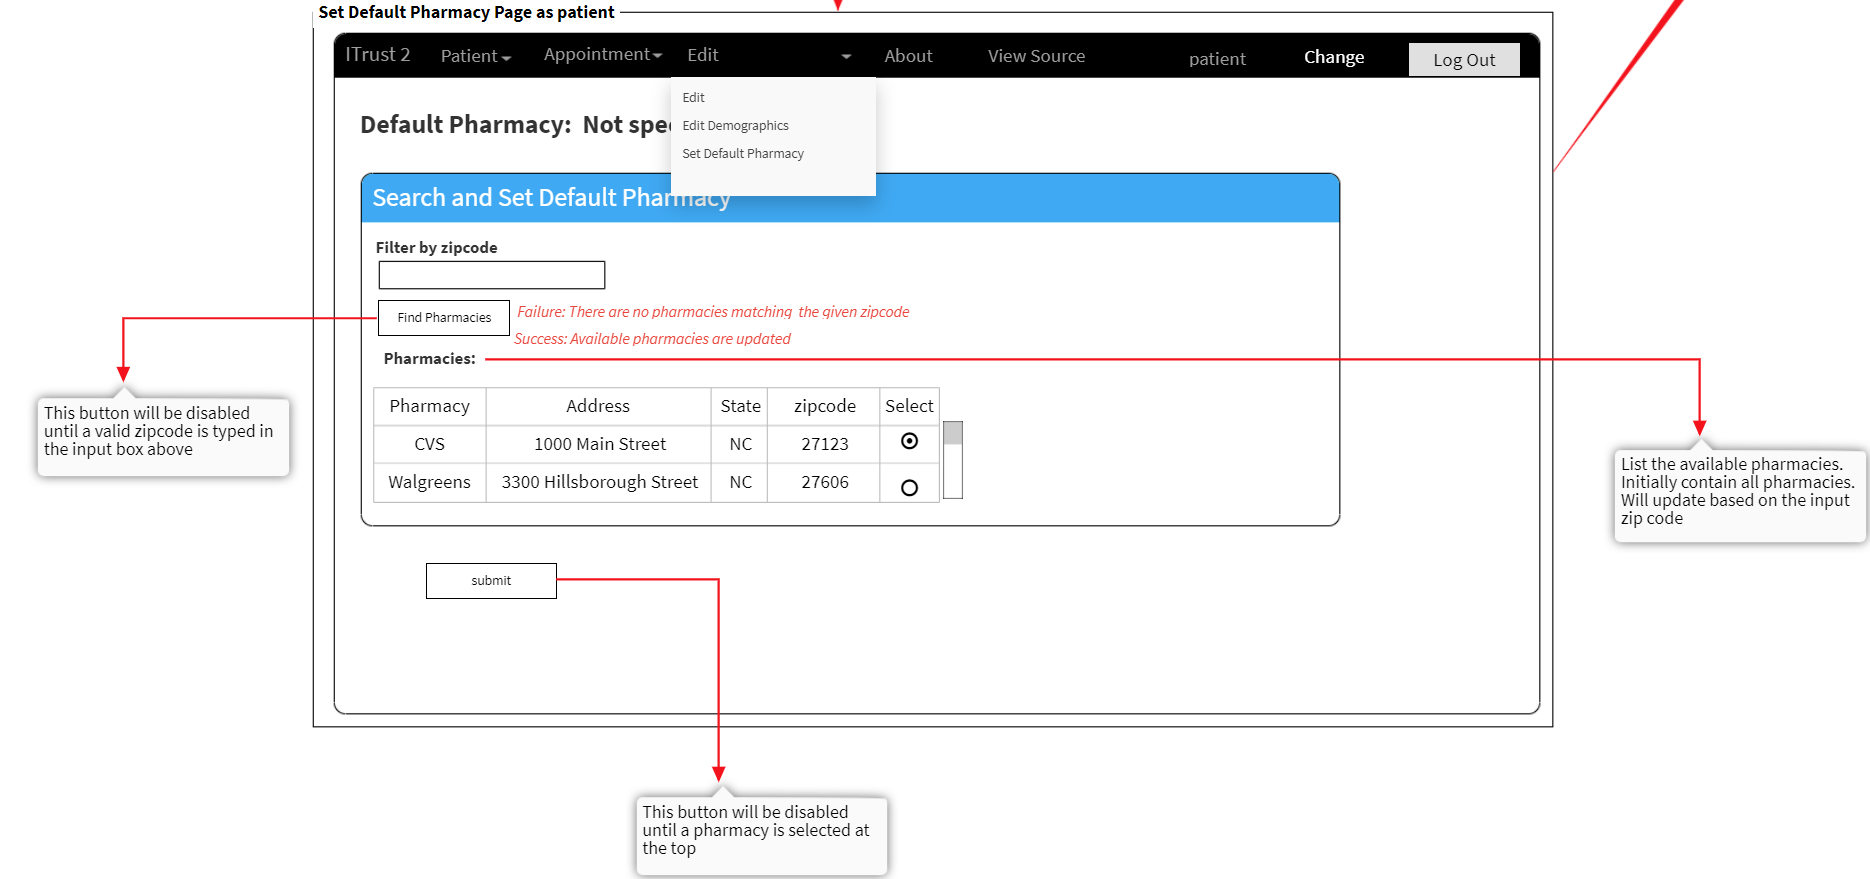 Set Default Pharmacy Page as patient
ITrust 2 Patient Appointment Edit About View Source patient Change Log Out
Edit
Edit Demographics
Set Default Pharmacy
Default Pharmacy: Not spe
Search and Set Default Pharmacy
Filter by zipcode
Find Pharmacies
Failure: There are no pharmacies matching the given zipcode
Success: Available pharmacies are updated
Pharmacies:
Pharmacy Address State zipcode Select
CVS 1000 Main Street NC 27123
Walgreens 3300 Hillsborough Street NC 27606
submit
This button will be disabled
until a valid zipcode is typed in
the input box above
List the available pharmacies.
Initially contain all pharmacies.
Will update based on the input
zip code
This button will be disabled
until a pharmacy is selected at
the top